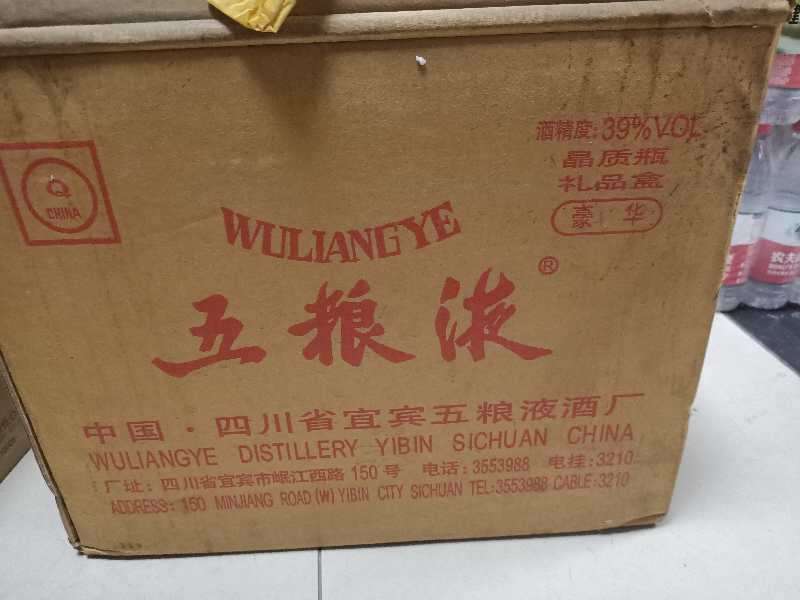 酒精度:39%VOL
晶质瓶
礼品盒
豪华
Q
CHINA
WULIANGYE
五粮液®
中国·四川省宜宾五粮液酒厂
WULIANGYE DISTILLERY YIBIN SICHUAN CHINA
厂址:四川省宜宾市岷江西路150号 电话:3553988 电挂:3210
ADDRESS: 150 MINJIANG ROAD (W) YIBIN CITY SICHUAN TEL:3553988 CABLE:3210
农夫